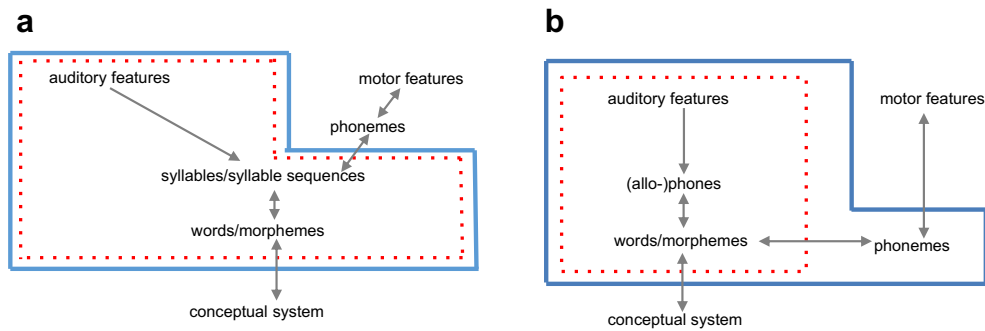 a
auditory features
motor features
phonemes
syllables/syllable sequences
words/morphemes
conceptual system
b
auditory features
motor features
(allo-)phones
words/morphemes
phonemes
conceptual system